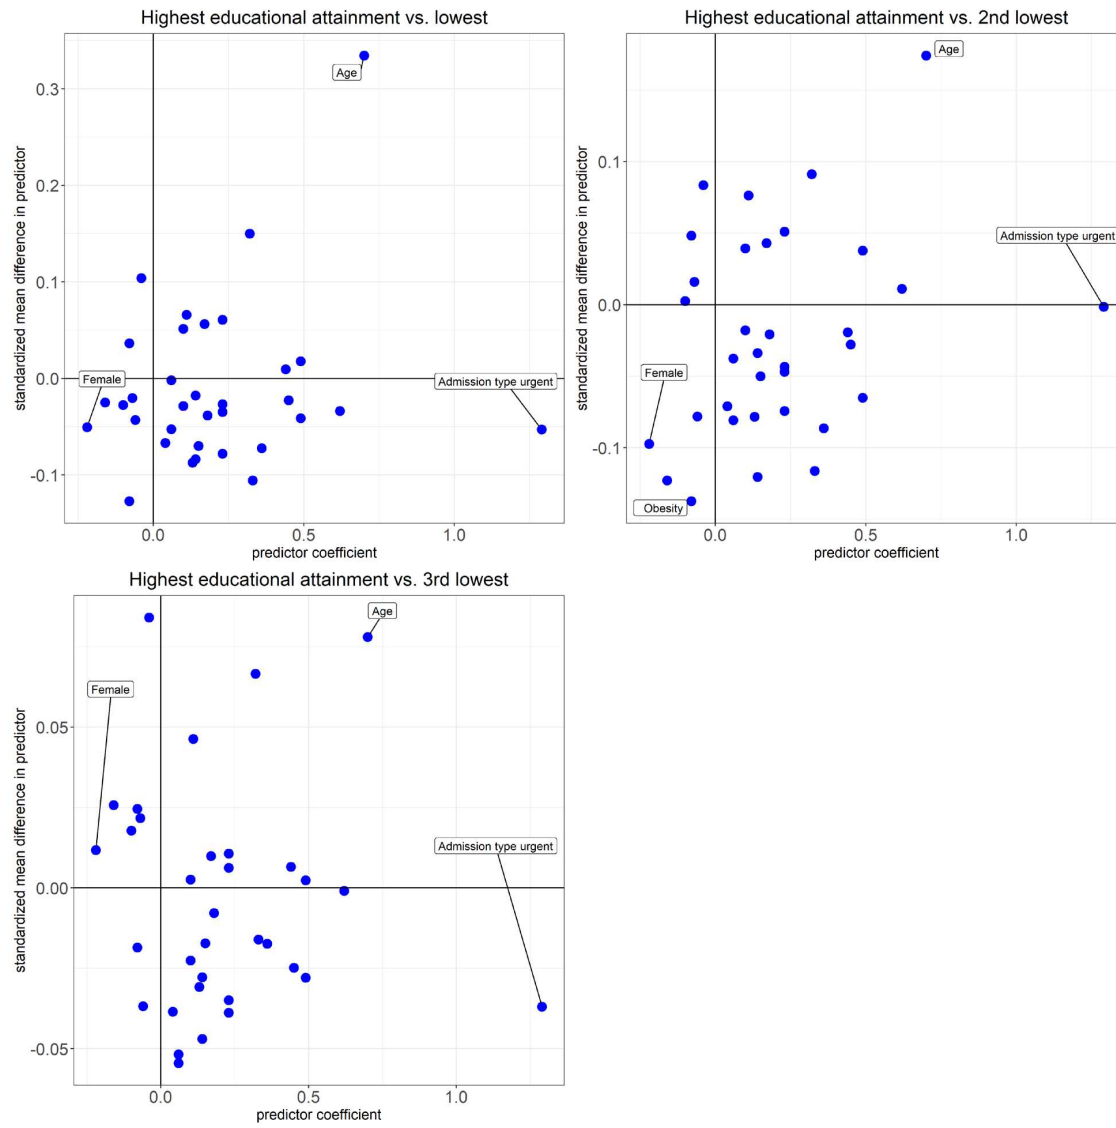 Highest educational attainment vs. lowest
standardized mean difference in predictor
0.3
0.2
0.1
0.0
-0.1
Age
Female
Admission type urgent
0.0 0.5 1.0
predictor coefficient
Highest educational attainment vs. 2nd lowest
standardized mean difference in predictor
0.1
0.0
-0.1
Age
Admission type urgent
Female
Obesity
0.0 0.5 1.0
predictor coefficient
Highest educational attainment vs. 3rd lowest
standardized mean difference in predictor
0.05
0.00
-0.05
Age
Female
Admission type urgent
0.0 0.5 1.0
predictor coefficient